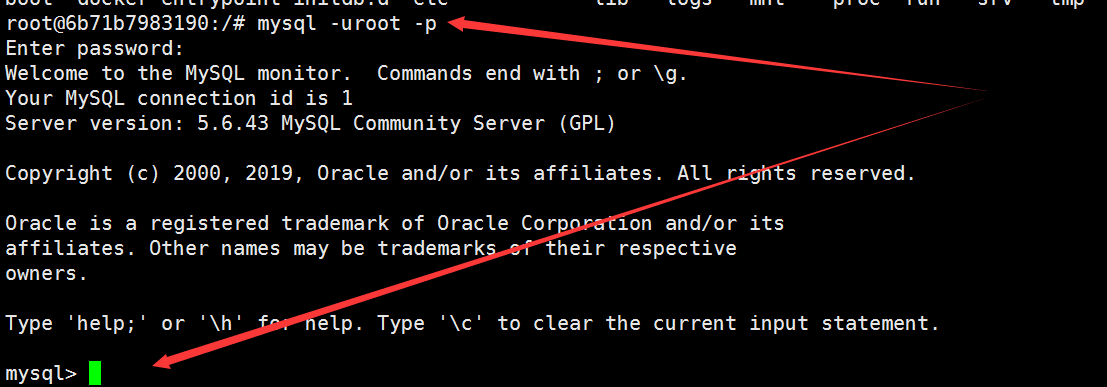 boot docker-entrypoint-initdb.d etc lib logs mnt proc run srv tmp
root@6b71b7983190:/# mysql -uroot -p
Enter password:
Welcome to the MySQL monitor.  Commands end with ; or \g.
Your MySQL connection id is 1
Server version: 5.6.43 MySQL Community Server (GPL)
Copyright (c) 2000, 2019, Oracle and/or its affiliates. All rights reserved.
Oracle is a registered trademark of Oracle Corporation and/or its
affiliates. Other names may be trademarks of their respective
owners.
Type 'help;' or '\h' for help. Type '\c' to clear the current input statement.
mysql>